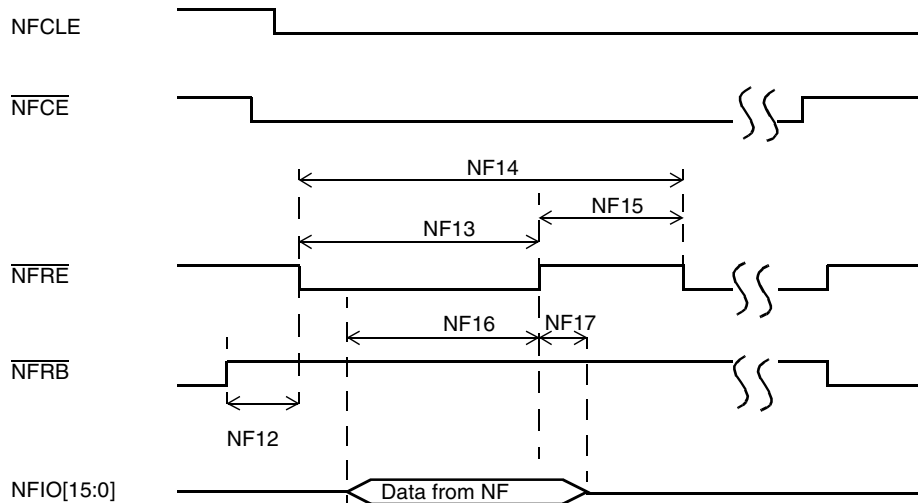 NFCLE
NFCE
NF14
NF15
NF13
NFRE
NF16
NF17
NFRB
NF12
NFIO[15:0]
Data from NF